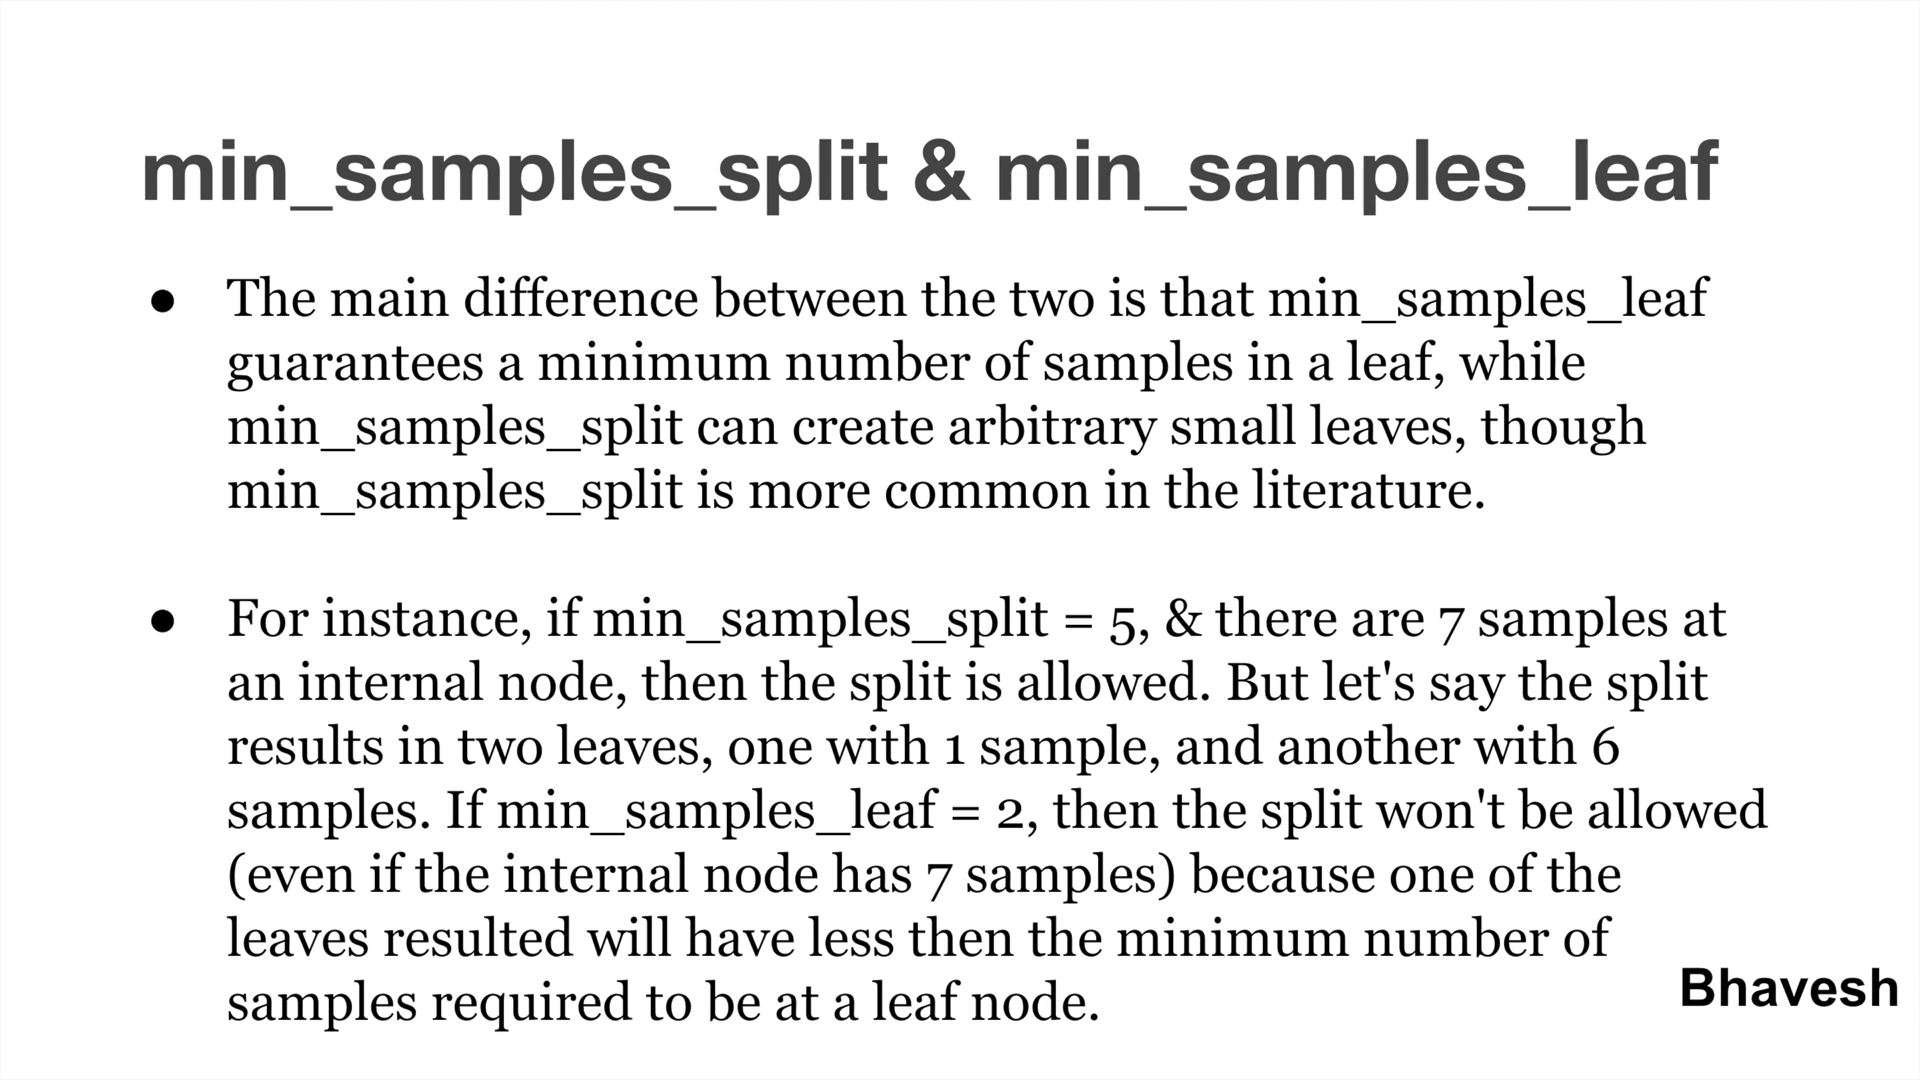 min_samples_split & min_samples_leaf
● The main difference between the two is that min_samples_leaf
guarantees a minimum number of samples in a leaf, while
min_samples_split can create arbitrary small leaves, though
min_samples_split is more common in the literature.
● For instance, if min_samples_split = 5, & there are 7 samples at
an internal node, then the split is allowed. But let's say the split
results in two leaves, one with 1 sample, and another with 6
samples. If min_samples_leaf = 2, then the split won't be allowed
(even if the internal node has 7 samples) because one of the
leaves resulted will have less then the minimum number of
samples required to be at a leaf node.
Bhavesh